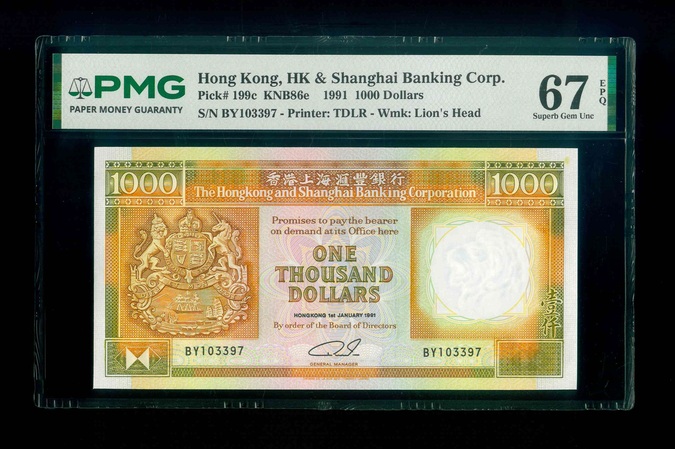 PMG
PAPER MONEY GUARANTY
Hong Kong, HK & Shanghai Banking Corp.
Pick# 199c KNB86e 1991 1000 Dollars
S/N BY103397 - Printer: TDLR - Wmk: Lion's Head
67
EPQ
Superb Gem Unc
1000
香港上海滙豐銀行
1000
The Hongkong and Shanghai Banking Corporation
Promises to pay the bearer
on demand at its Office here
ONE
THOUSAND
DOLLARS
HONGKONG 1st JANUARY 1991
By order of the Board of Directors
壹仟
BY103397
BY103397
GENERAL MANAGER